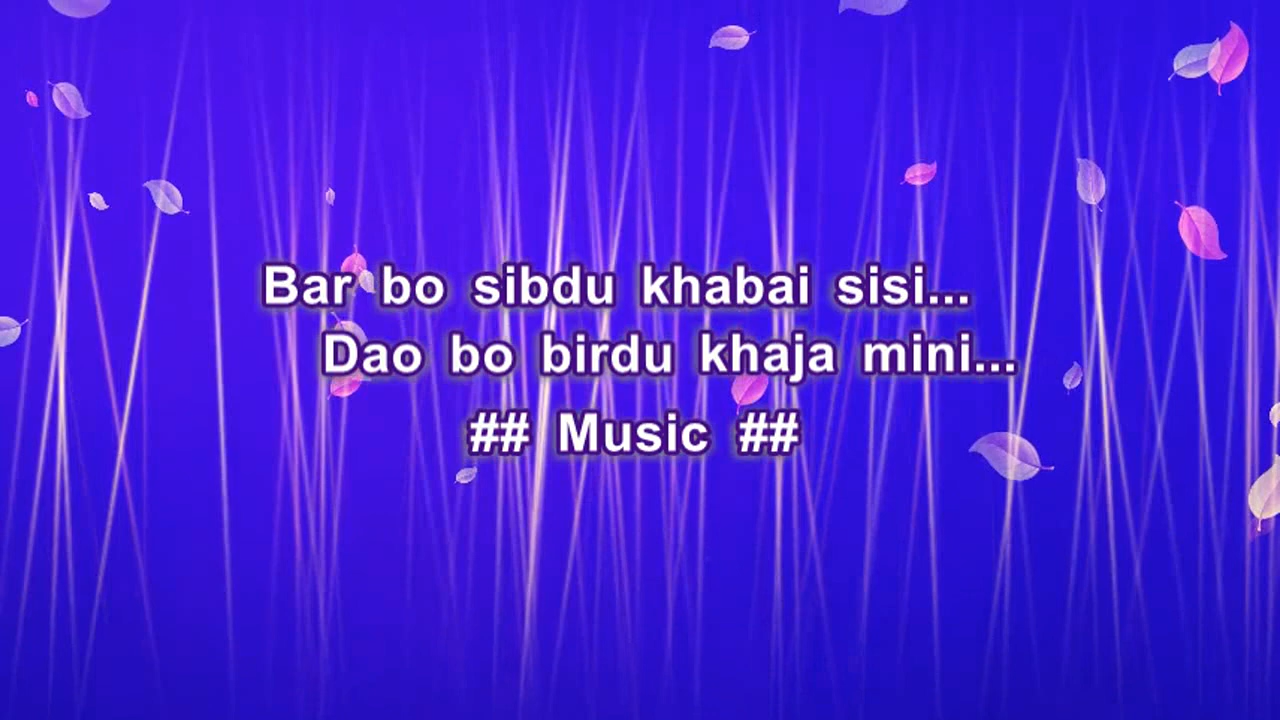 Bar bo sibdu khabai sisi...
Dao bo birdu khaja mini...
## Music ##